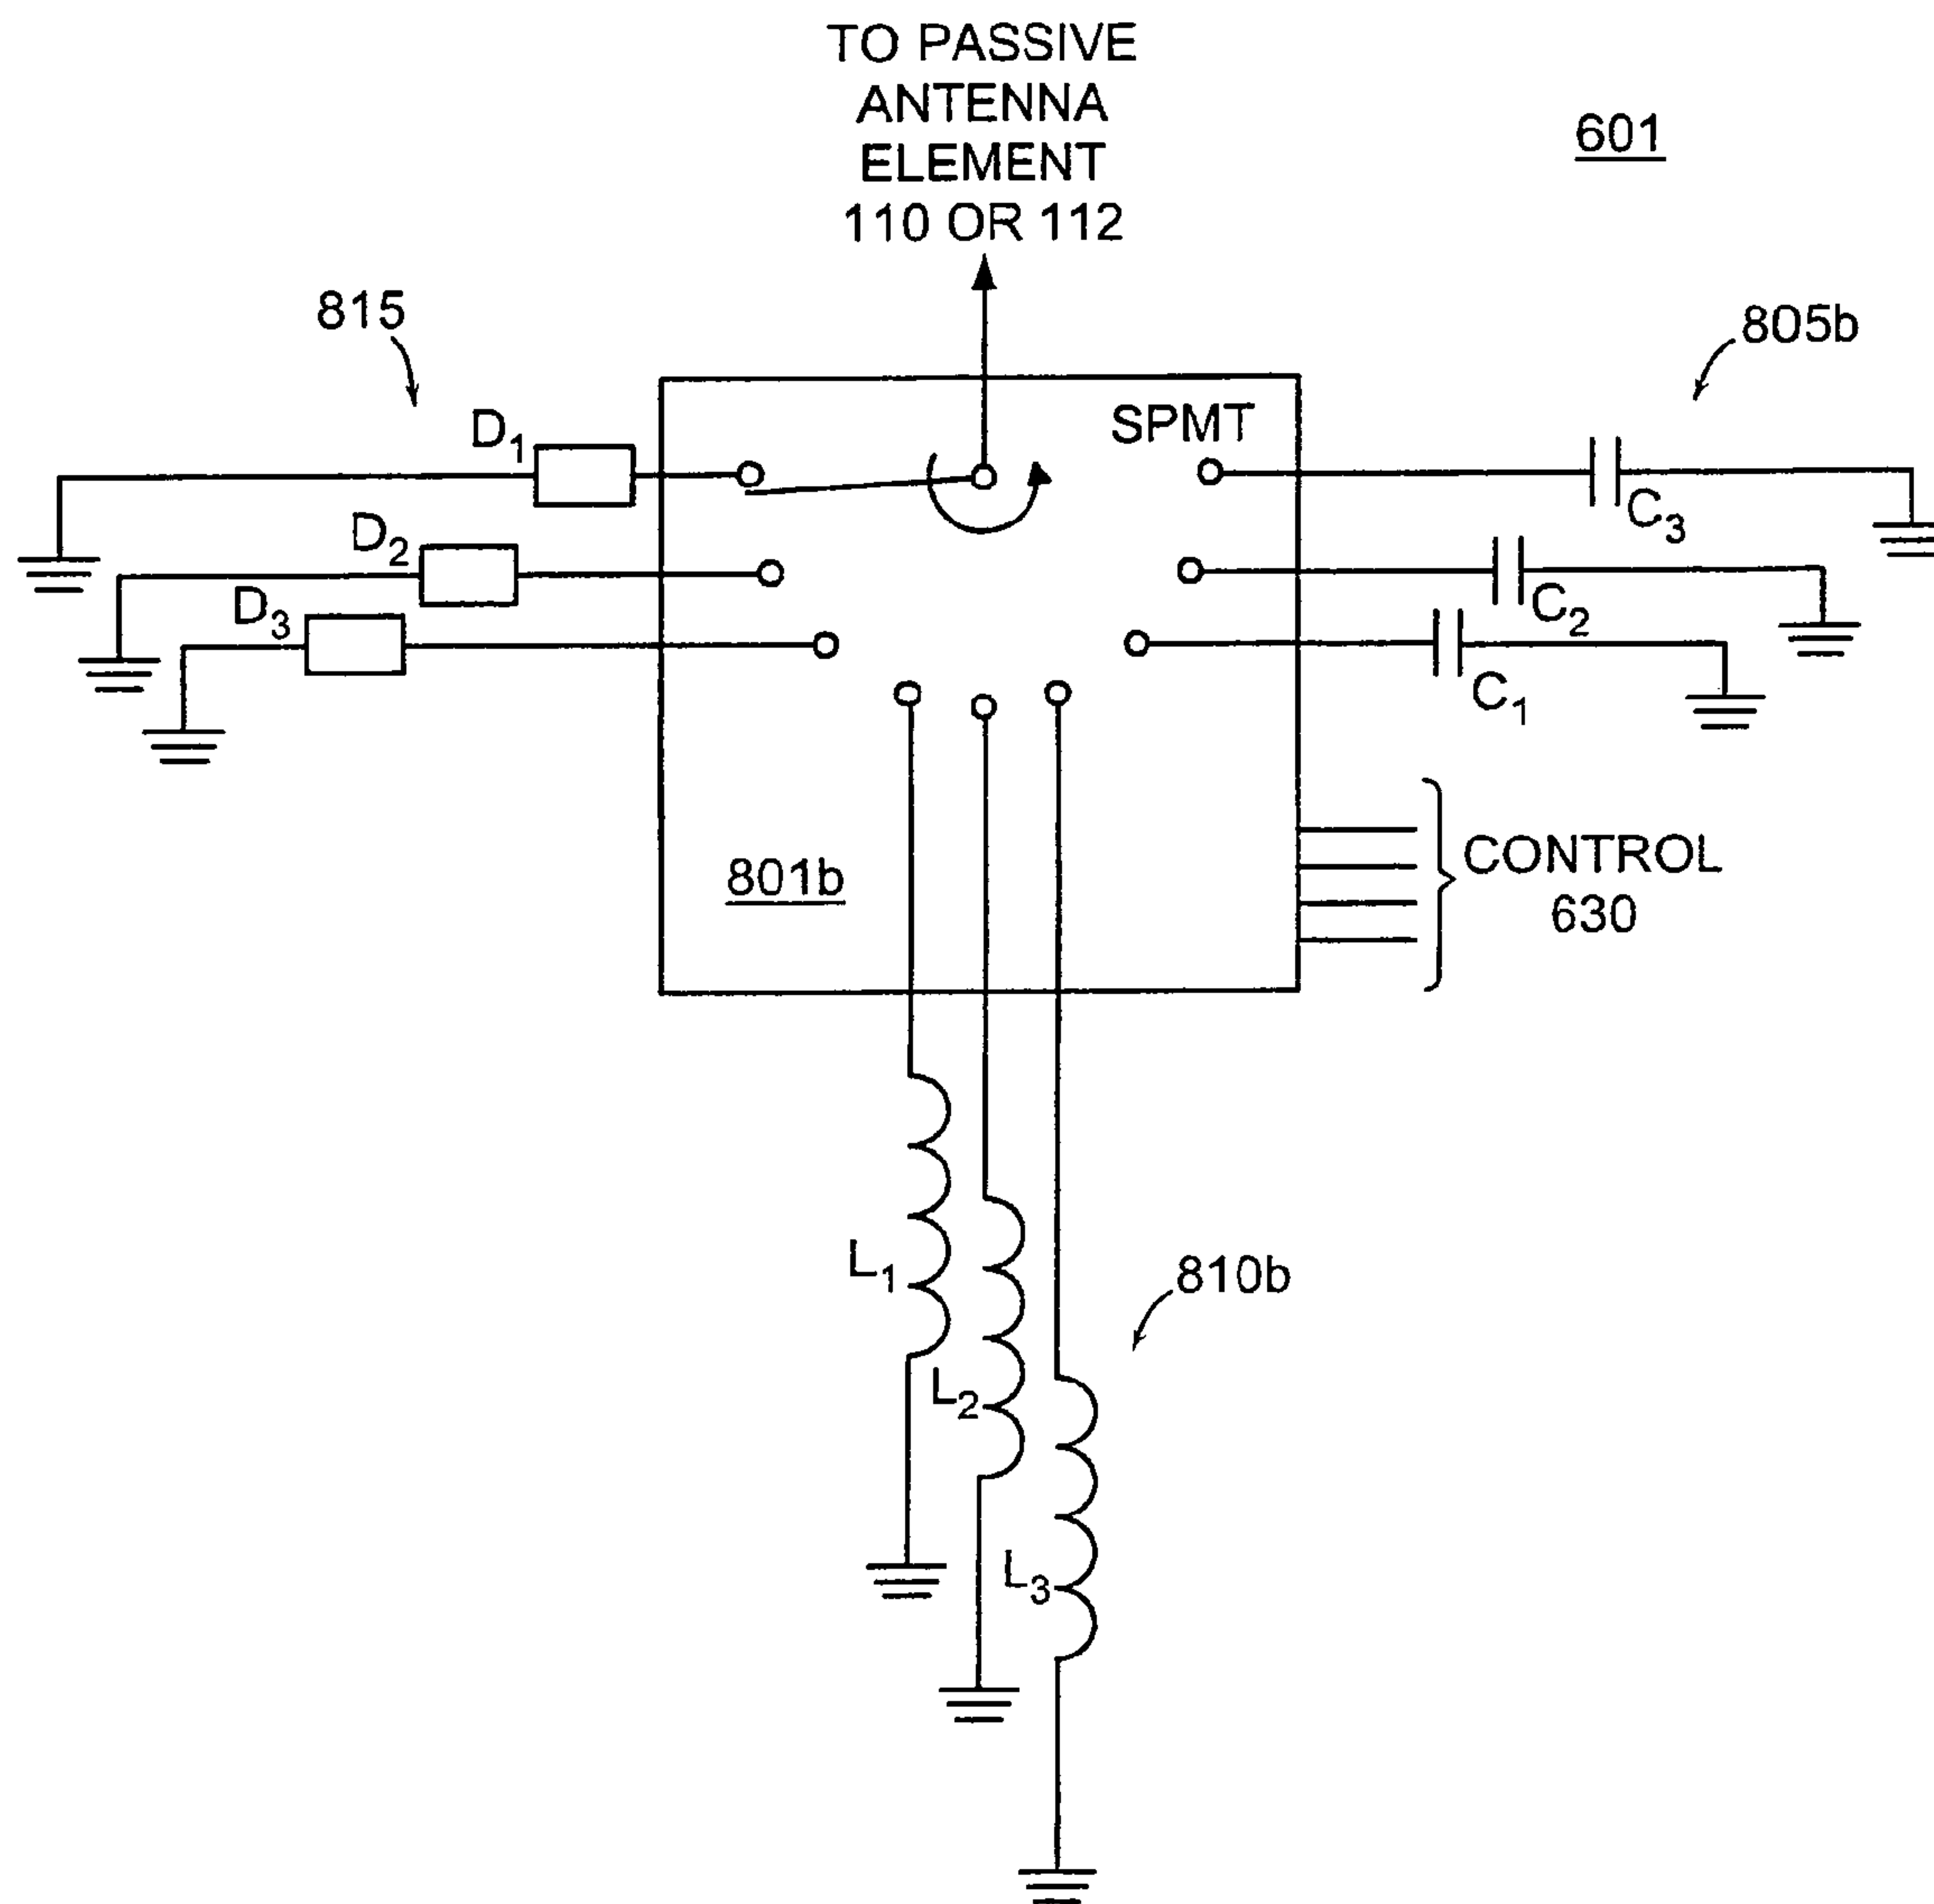 TO PASSIVE
ANTENNA
ELEMENT
110 OR 112
601
815
805b
D₁
SPMT
D₂
C₃
D₃
C₂
C₁
801b
CONTROL
630
L₁
810b
L₂
L₃